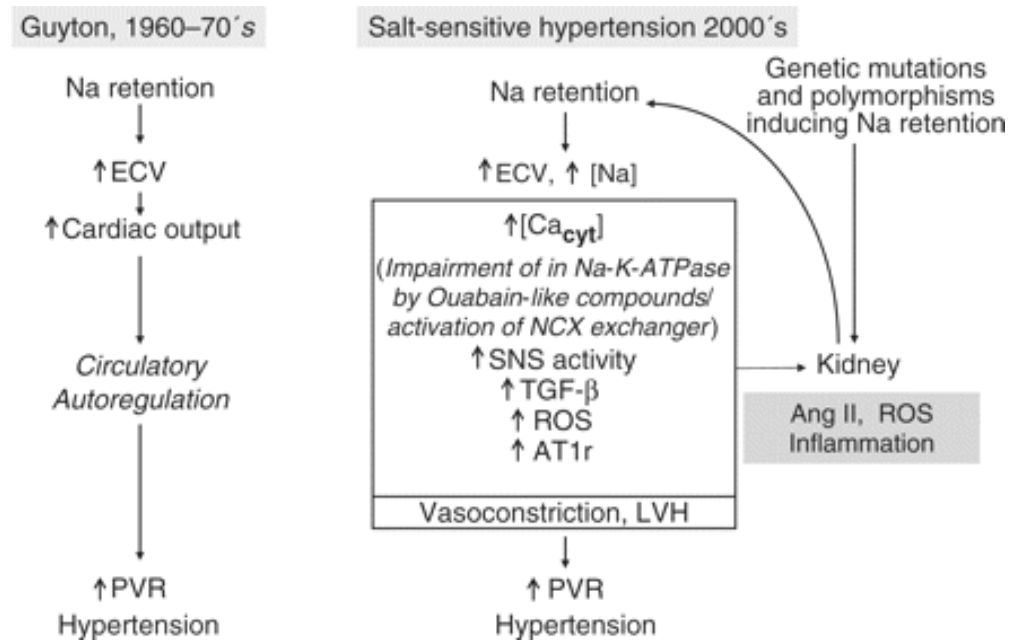 Guyton, 1960–70´s
Na retention
↑ECV
↑Cardiac output
Circulatory
Autoregulation
↑PVR
Hypertension
Salt-sensitive hypertension 2000´s
Na retention
↑ECV, ↑ [Na]
↑[Cacyt]
(Impairment of in Na-K-ATPase
by Ouabain-like compounds/
activation of NCX exchanger)
↑SNS activity
↑TGF-β
↑ ROS
↑ AT1r
Vasoconstriction, LVH
↑ PVR
Hypertension
Genetic mutations
and polymorphisms
inducing Na retention
Kidney
Ang II, ROS
Inflammation